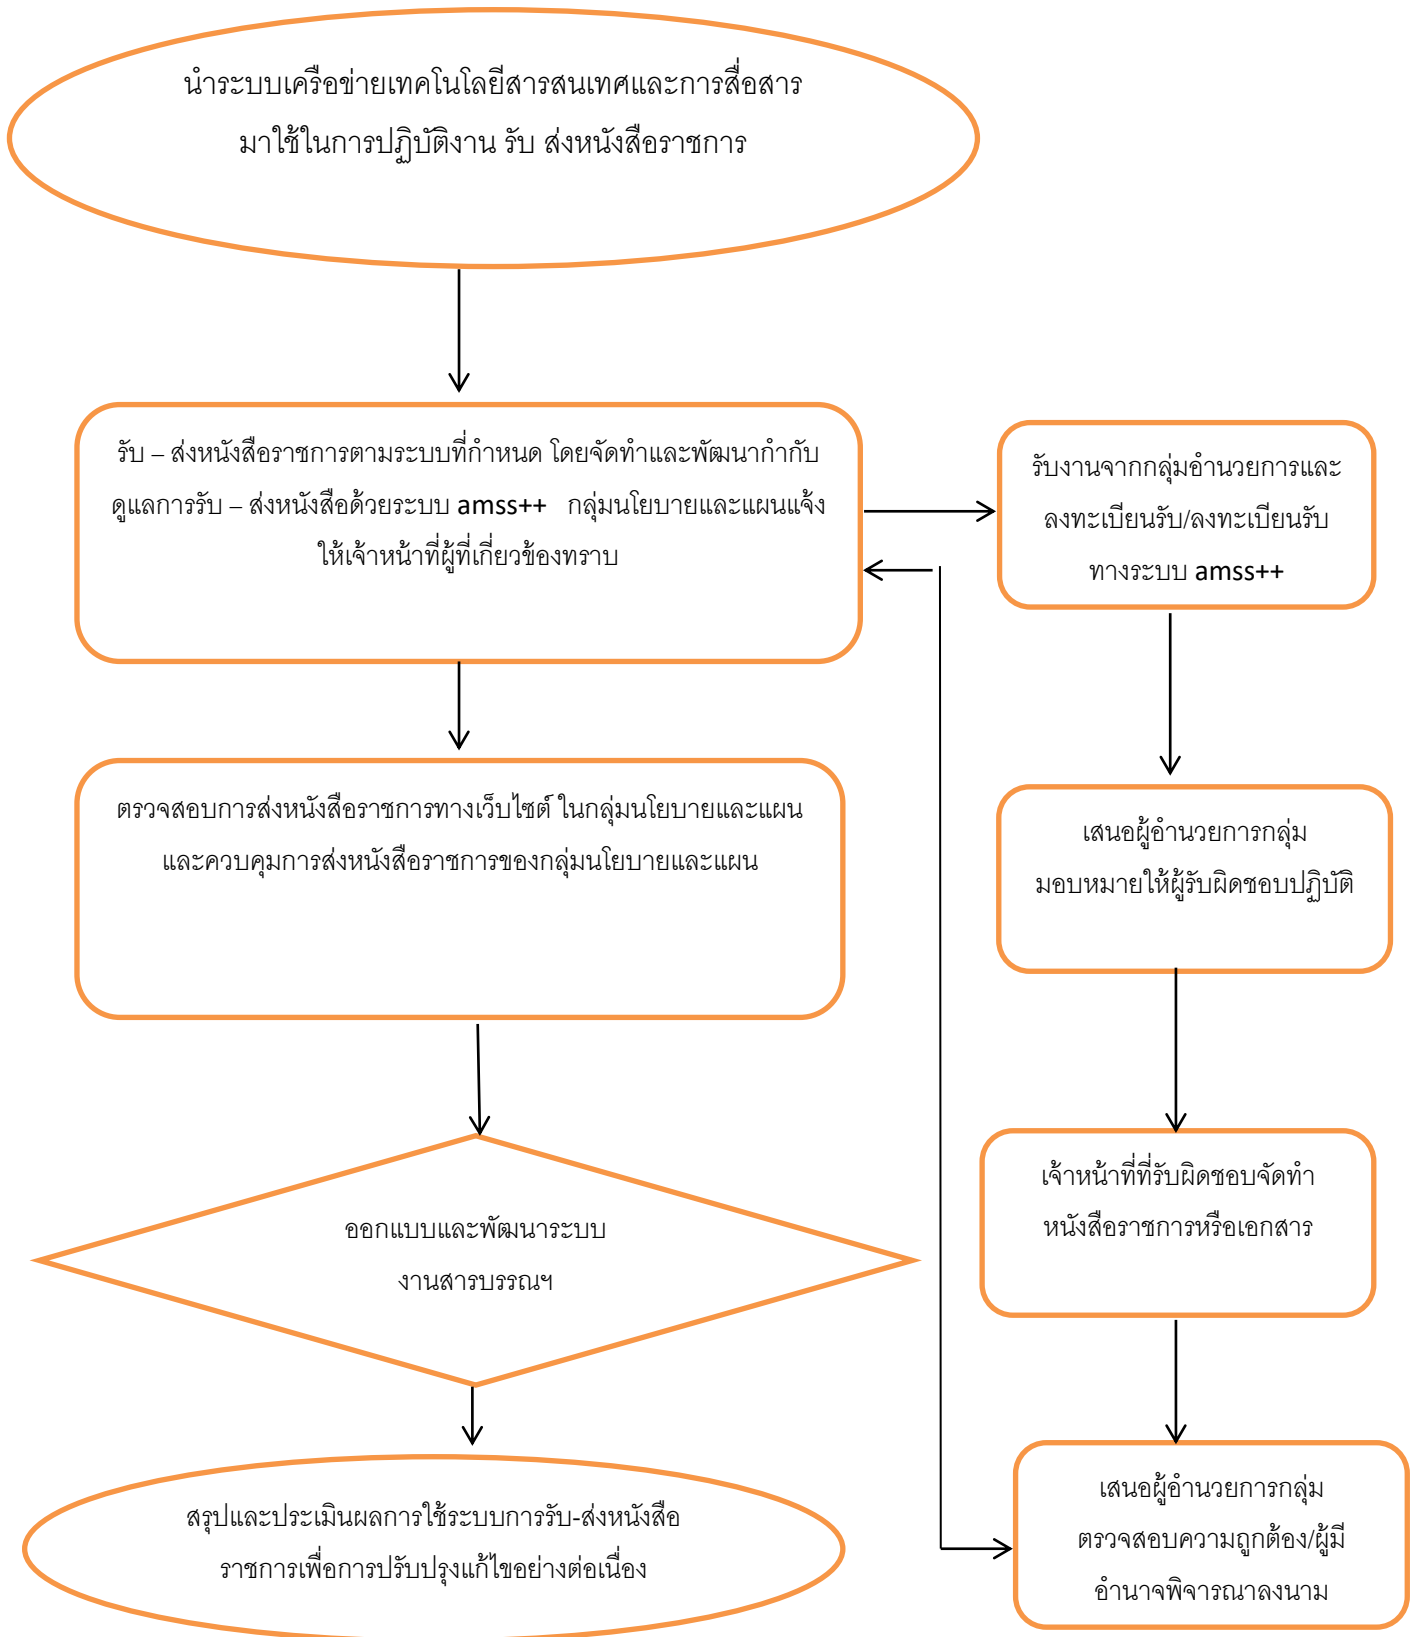 นำระบบเครือข่ายเทคโนโลยีสารสนเทศและการสื่อสาร
มาใช้ในการปฏิบัติงาน รับ ส่งหนังสือราชการ
รับ – ส่งหนังสือราชการตามระบบที่กำหนด โดยจัดทำและพัฒนากำกับ
ดูแลการรับ – ส่งหนังสือด้วยระบบ amss++ กลุ่มนโยบายและแผนแจ้ง
ให้เจ้าหน้าที่ผู้ที่เกี่ยวข้องทราบ
รับงานจากกลุ่มอำนวยการและ
ลงทะเบียนรับ/ลงทะเบียนรับ
ทางระบบ amss++
ตรวจสอบการส่งหนังสือราชการทางเว็บไซต์ ในกลุ่มนโยบายและแผน
และควบคุมการส่งหนังสือราชการของกลุ่มนโยบายและแผน
เสนอผู้อำนวยการกลุ่ม
มอบหมายให้ผู้รับผิดชอบปฏิบัติ
ออกแบบและพัฒนาระบบ
งานสารบรรณฯ
เจ้าหน้าที่ที่รับผิดชอบจัดทำ
หนังสือราชการหรือเอกสาร
สรุปและประเมินผลการใช้ระบบการรับ-ส่งหนังสือ
ราชการเพื่อการปรับปรุงแก้ไขอย่างต่อเนื่อง
เสนอผู้อำนวยการกลุ่ม
ตรวจสอบความถูกต้อง/ผู้มี
อำนาจพิจารณาลงนาม